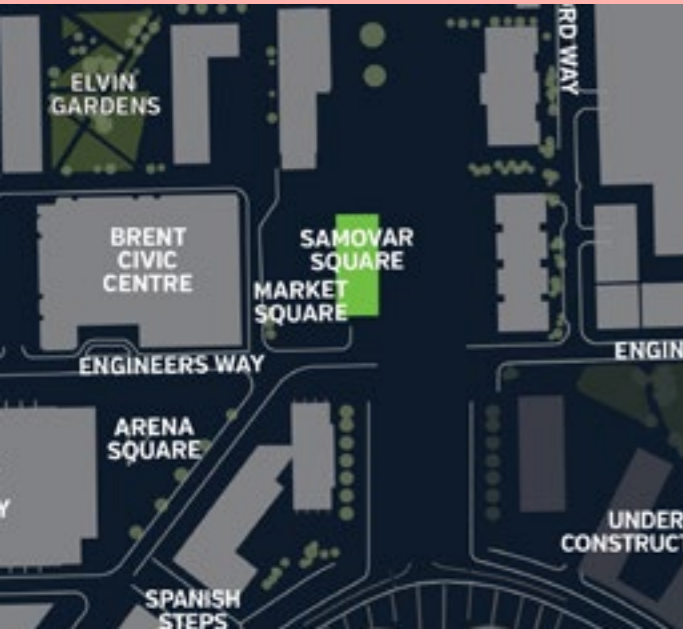 RD WAY
ELVIN
GARDENS
BRENT
CIVIC
CENTRE
SAMOVAR
SQUARE
MARKET
SQUARE
ENGINEERS WAY
ENGIN
ARENA
SQUARE
Y
UNDER
CONSTRUCT
SPANISH
STEPS